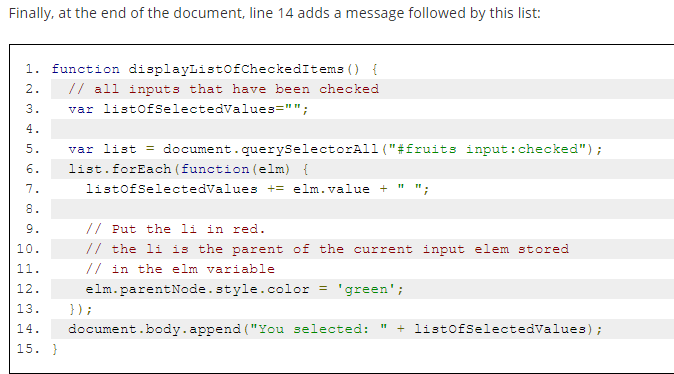 Finally, at the end of the document, line 14 adds a message followed by this list:
1. function displayListOfCheckedItems() {
2.   // all inputs that have been checked
3.   var listOfSelectedValues="";
4.
5.   var list = document.querySelectorAll("#fruits input:checked");
6.   list.forEach(function(elm) {
7.     listOfSelectedValues += elm.value + " ";
8.
9.     // Put the li in red.
10.     // the li is the parent of the current input elem stored
11.     // in the elm variable
12.     elm.parentNode.style.color = 'green';
13.   });
14.   document.body.append("You selected: " + listOfSelectedValues);
15. }